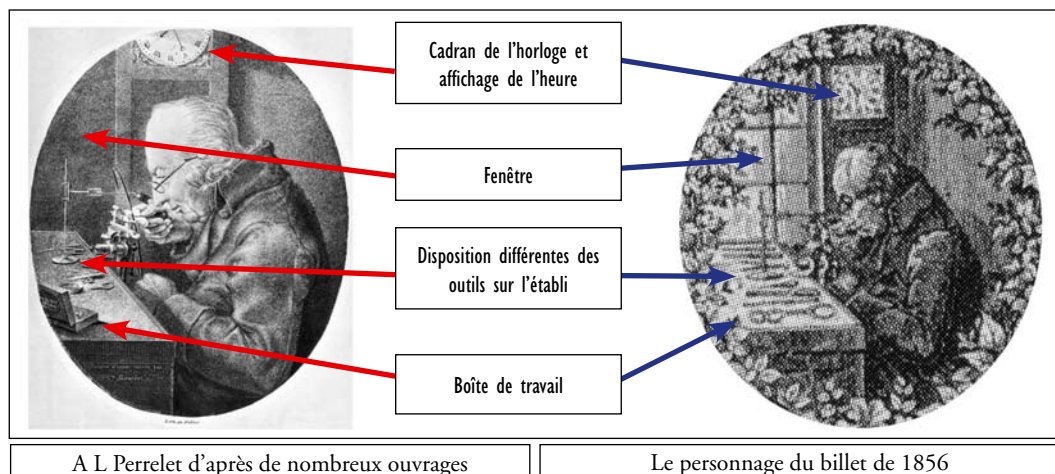 Cadran de l'horloge et
affichage de l'heure
Fenêtre
Disposition différentes des
outils sur l'établi
Boîte de travail
A L Perrelet d'après de nombreux ouvrages
Le personnage du billet de 1856